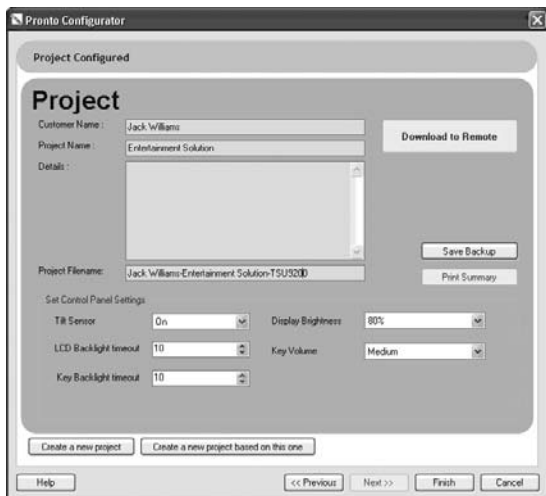 Pronto Configurator
Project Configured
Project
Customer Name : Jack Williams
Download to Remote
Project Name : Entertainment Solution
Details :
Save Backup
Project Filename: Jack Williams-Entertainment Solution-TSU9200
Print Summary
Set Control Panel Settings
Tilt Sensor On Display Brightness 80%
LCD Backlight timeout 10 Key Volume Medium
Key Backlight timeout 10
Create a new project Create a new project based on this one
Help << Previous Next >> Finish Cancel